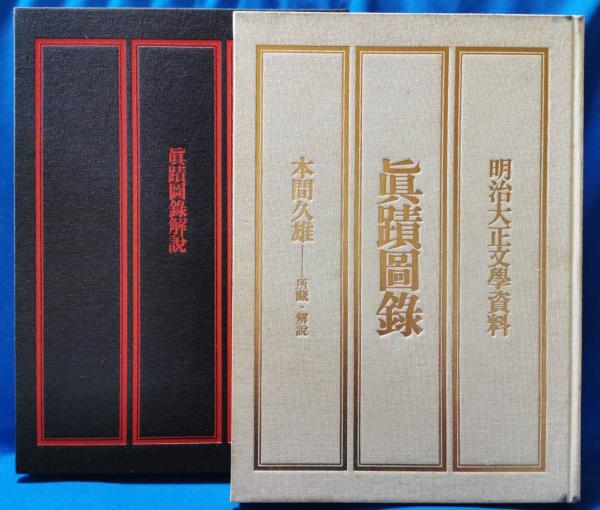 明治大正文學資料
眞蹟圖錄
本間久雄——所藏・解說
眞蹟圖錄解說